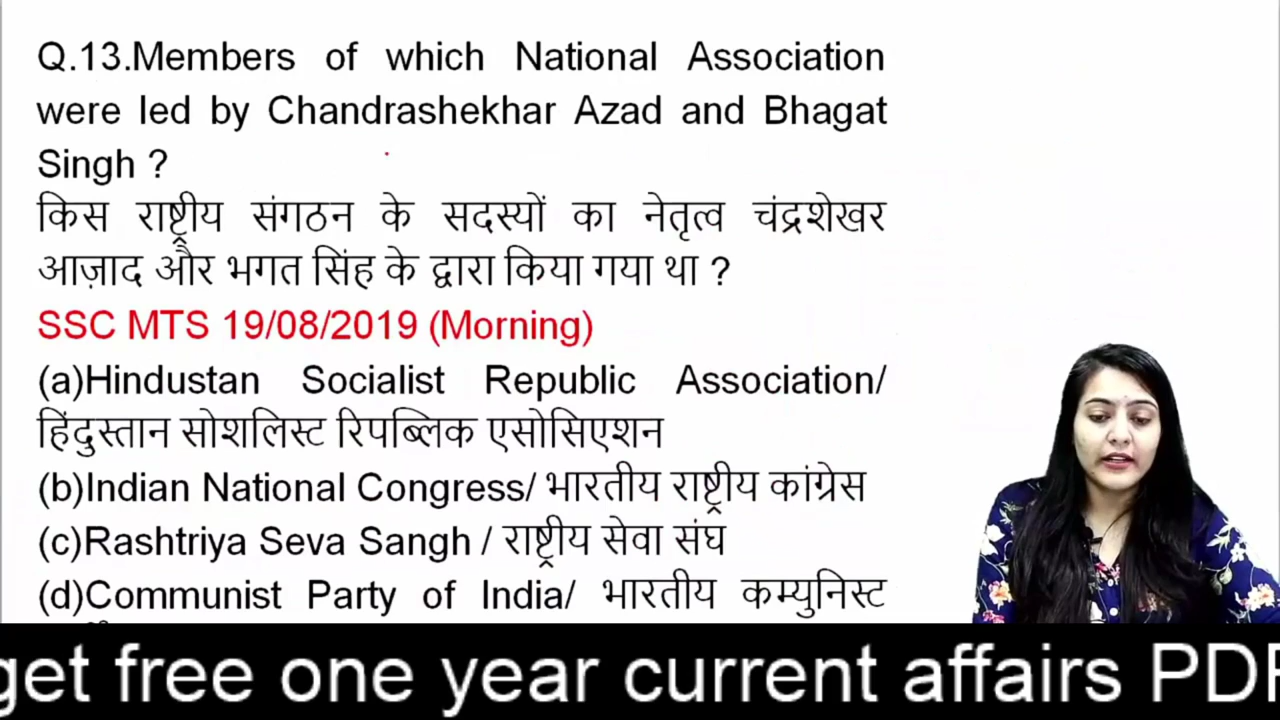 Q.13.Members of which National Association
were led by Chandrashekhar Azad and Bhagat
Singh ?
किस राष्ट्रीय संगठन के सदस्यों का नेतृत्व चंद्रशेखर
आज़ाद और भगत सिंह के द्वारा किया गया था ?
SSC MTS 19/08/2019 (Morning)
(a)Hindustan Socialist Republic Association/
हिंदुस्तान सोशलिस्ट रिपब्लिक एसोसिएशन
(b)Indian National Congress/ भारतीय राष्ट्रीय कांग्रेस
(c)Rashtriya Seva Sangh / राष्ट्रीय सेवा संघ
(d)Communist Party of India/ भारतीय कम्युनिस्ट
get free one year current affairs PDF